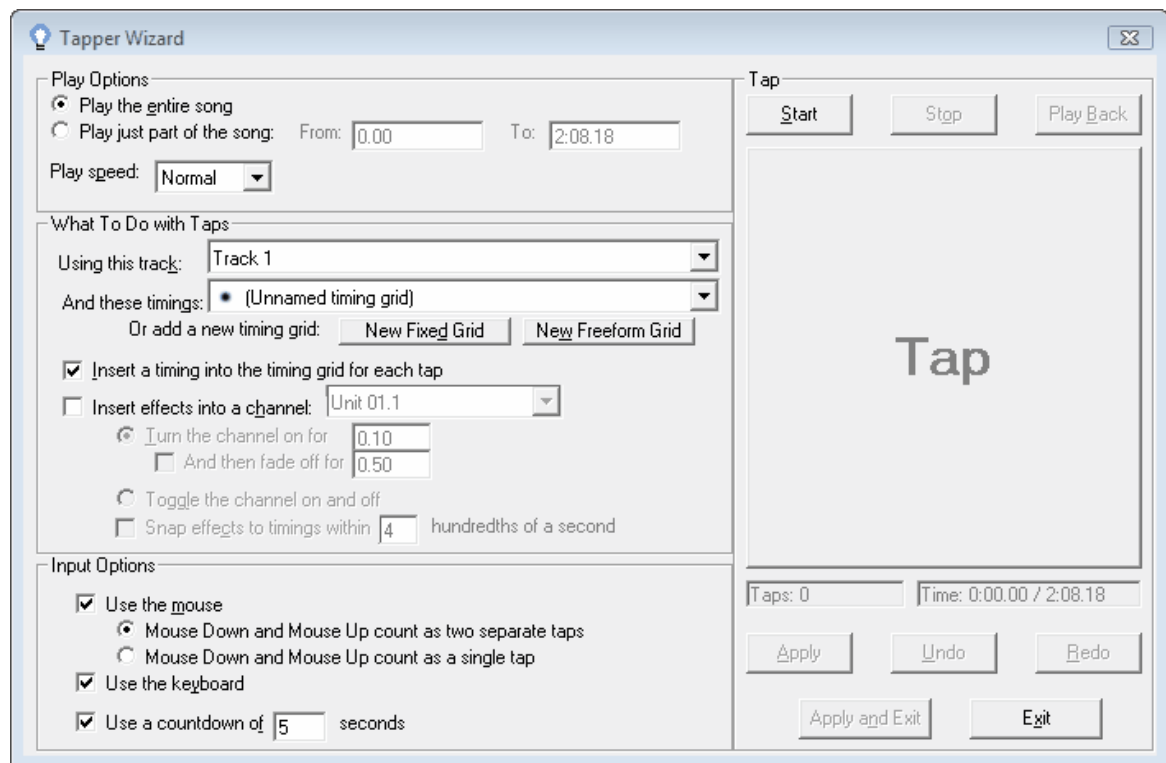 Tapper Wizard
Play Options
Play the entire song
Play just part of the song: From: 0.00 To: 2:08.18
Play speed: Normal
What To Do with Taps
Using this track: Track 1
And these timings: (Unnamed timing grid)
Or add a new timing grid: New Fixed Grid New Freeform Grid
Insert a timing into the timing grid for each tap
Insert effects into a channel: Unit 01.1
Turn the channel on for 0.10
And then fade off for 0.50
Toggle the channel on and off
Snap effects to timings within 4 hundredths of a second
Input Options
Use the mouse
Mouse Down and Mouse Up count as two separate taps
Mouse Down and Mouse Up count as a single tap
Use the keyboard
Use a countdown of 5 seconds
Tap
Start Stop Play Back
Tap
Taps: 0 Time: 0:00.00 / 2:08.18
Apply Undo Redo
Apply and Exit Exit